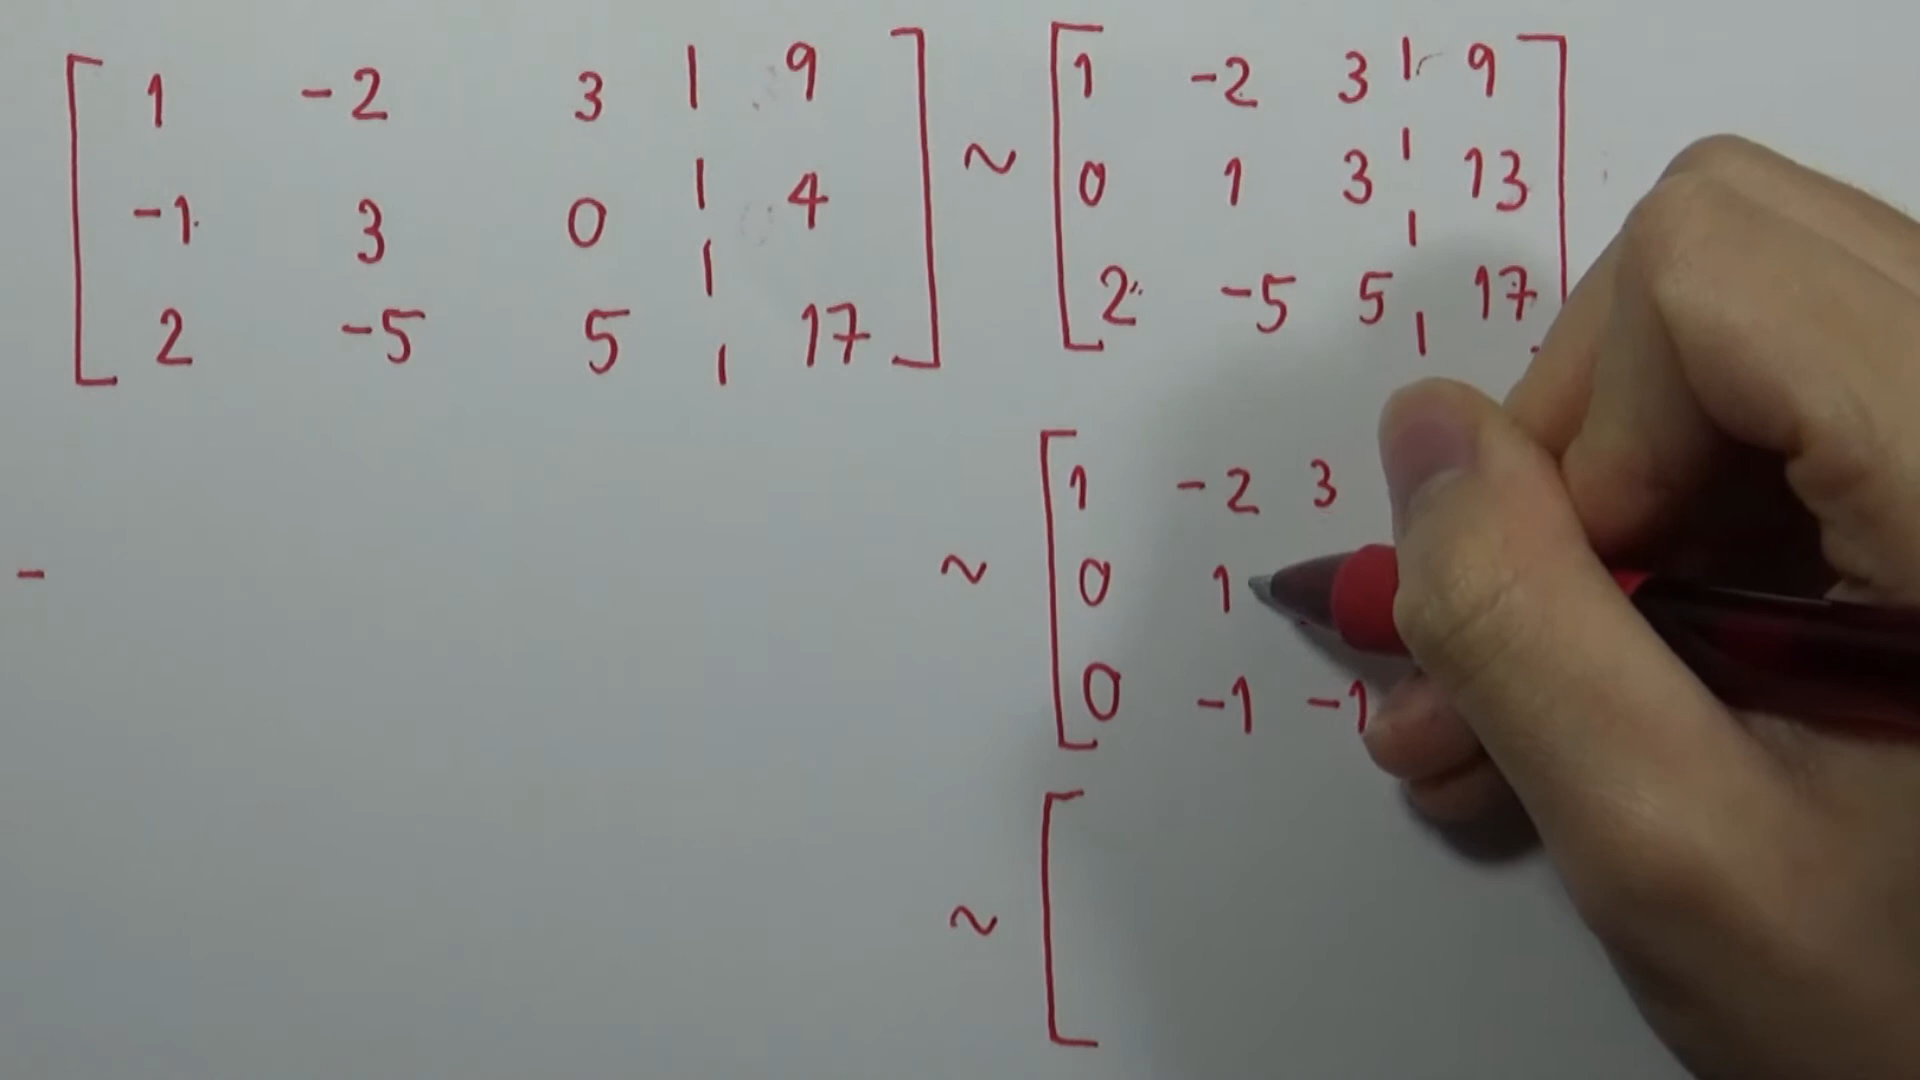 1 -2 3 | 9
-1 3 0 | 4
2 -5 5 | 17
~
1 -2 3 | 9
0 1 3 | 13
2 -5 5 | 17
~
1 -2 3
0 1
0 -1 -1
~
-